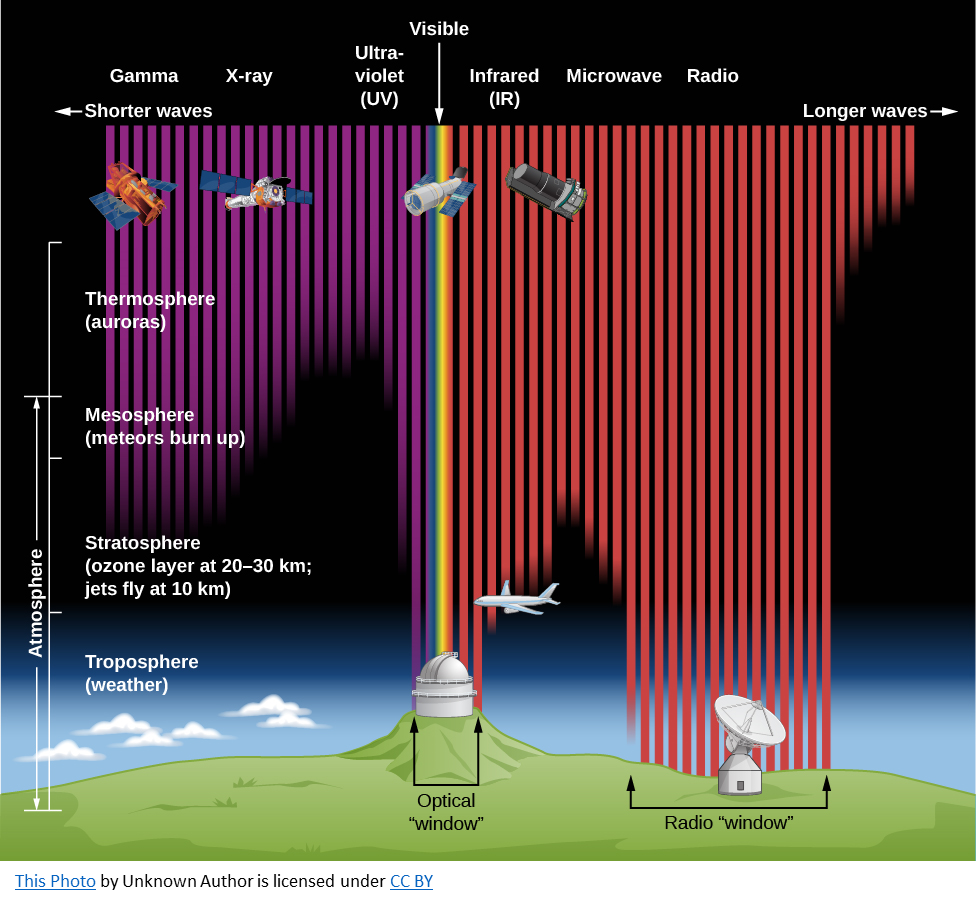 Visible
Ultra-
violet
(UV)
Gamma
X-ray
Infrared
(IR)
Microwave
Radio
Shorter waves
Longer waves
Thermosphere
(auroras)
Mesosphere
(meteors burn up)
Stratosphere
(ozone layer at 20–30 km;
jets fly at 10 km)
Atmosphere
Troposphere
(weather)
Optical
“window”
Radio “window”
This Photo by Unknown Author is licensed under CC BY